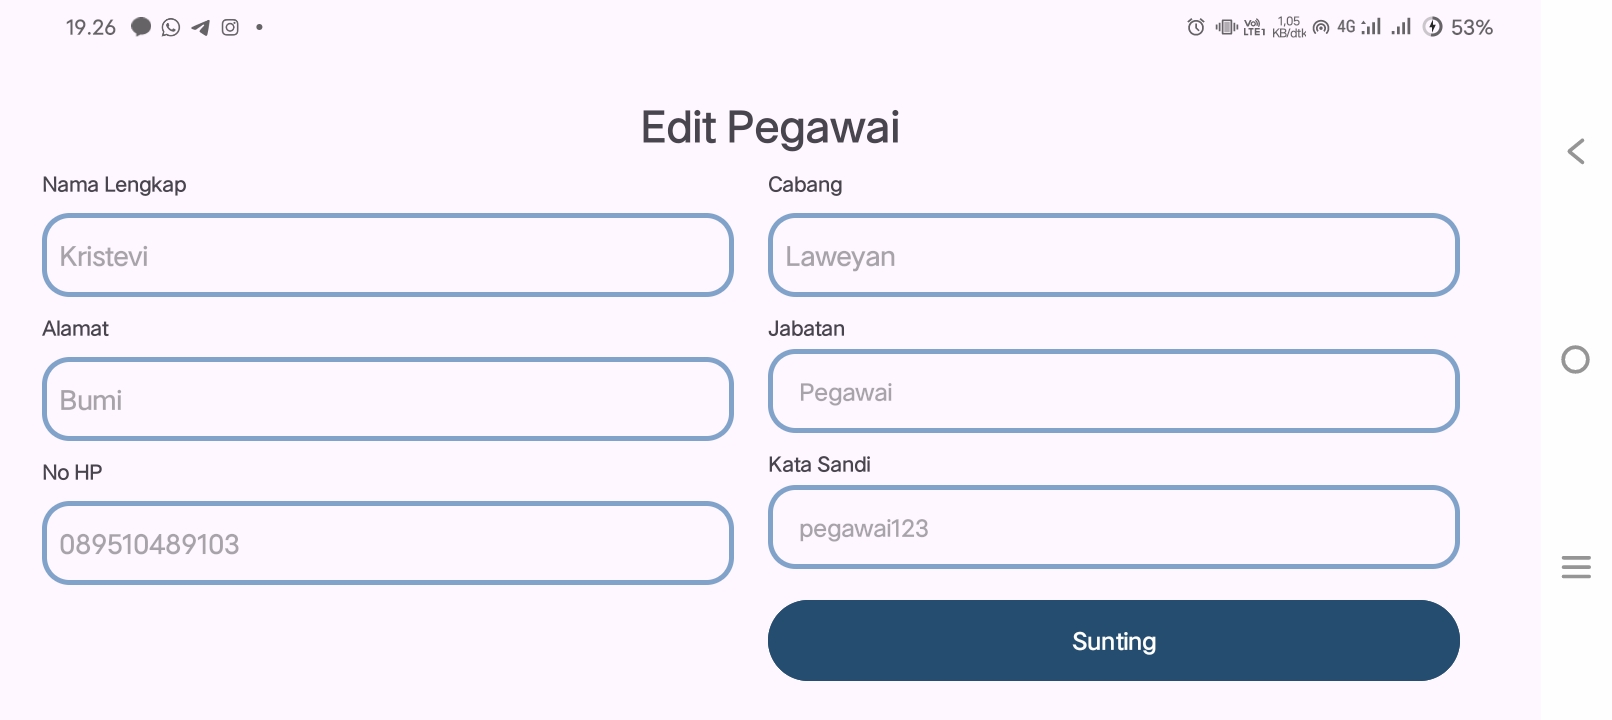 19.26
Vo) LTE1
1,05 KB/dtk
4G
53%
Edit Pegawai
Nama Lengkap
Kristevi
Alamat
Bumi
No HP
089510489103
Cabang
Laweyan
Jabatan
Pegawai
Kata Sandi
pegawai123
Sunting